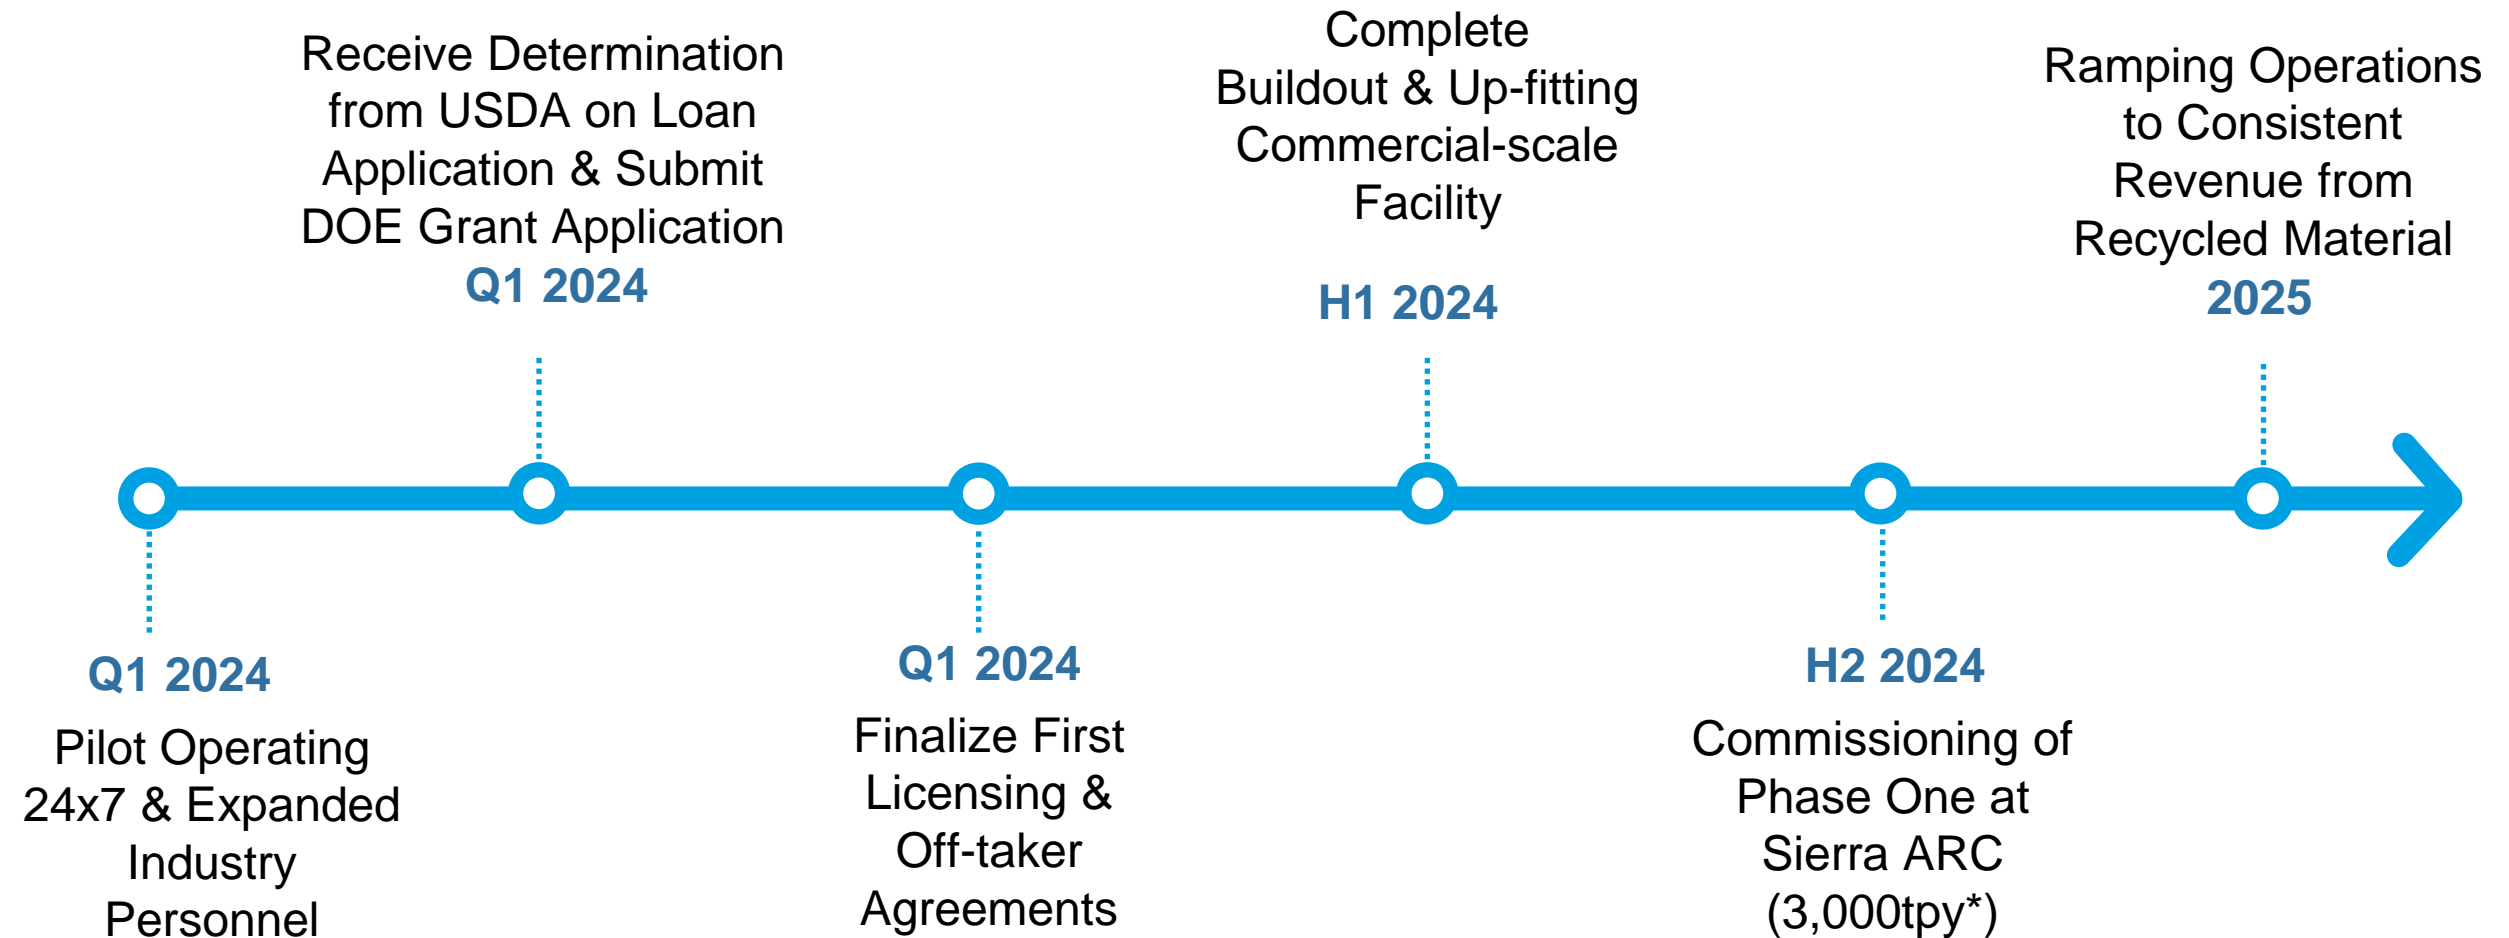 Receive Determination
from USDA on Loan
Application & Submit
DOE Grant Application
Q1 2024
Complete
Buildout & Up-fitting
Commercial-scale
Facility
H1 2024
Ramping Operations
to Consistent
Revenue from
Recycled Material
2025
Q1 2024
Pilot Operating
24x7 & Expanded
Industry
Personnel
Q1 2024
Finalize First
Licensing &
Off-taker
Agreements
H2 2024
Commissioning of
Phase One at
Sierra ARC
(3,000tpy*)